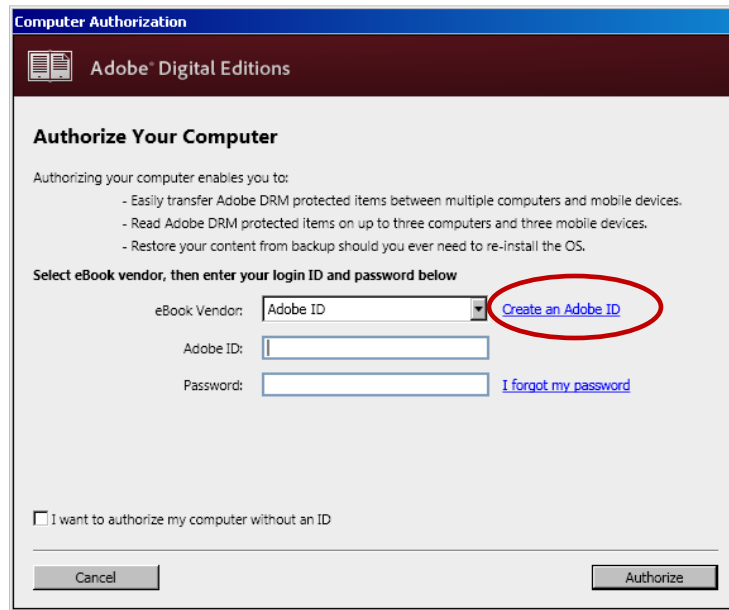 Computer Authorization
Adobe® Digital Editions
Authorize Your Computer
Authorizing your computer enables you to:
- Easily transfer Adobe DRM protected items between multiple computers and mobile devices.
- Read Adobe DRM protected items on up to three computers and three mobile devices.
- Restore your content from backup should you ever need to re-install the OS.
Select eBook vendor, then enter your login ID and password below
eBook Vendor: Adobe ID Create an Adobe ID
Adobe ID:
Password: I forgot my password
I want to authorize my computer without an ID
Cancel Authorize